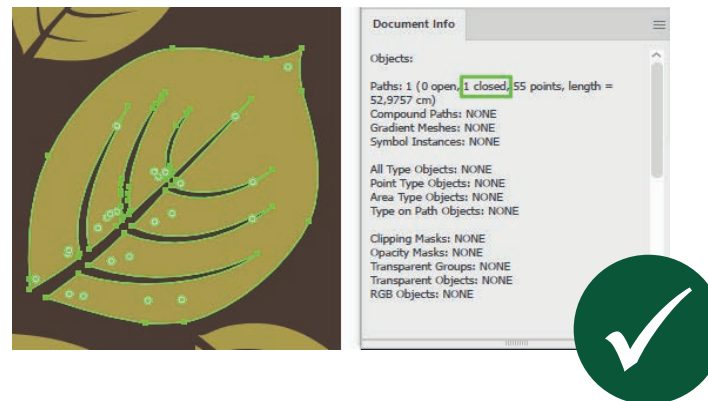 Document Info
Objects:
Paths: 1 (0 open, 1 closed, 55 points, length =
52,9757 cm)
Compound Paths: NONE
Gradient Meshes: NONE
Symbol Instances: NONE
All Type Objects: NONE
Point Type Objects: NONE
Area Type Objects: NONE
Type on Path Objects: NONE
Clipping Masks: NONE
Opacity Masks: NONE
Transparent Groups: NONE
Transparent Objects: NONE
RGB Objects: NONE